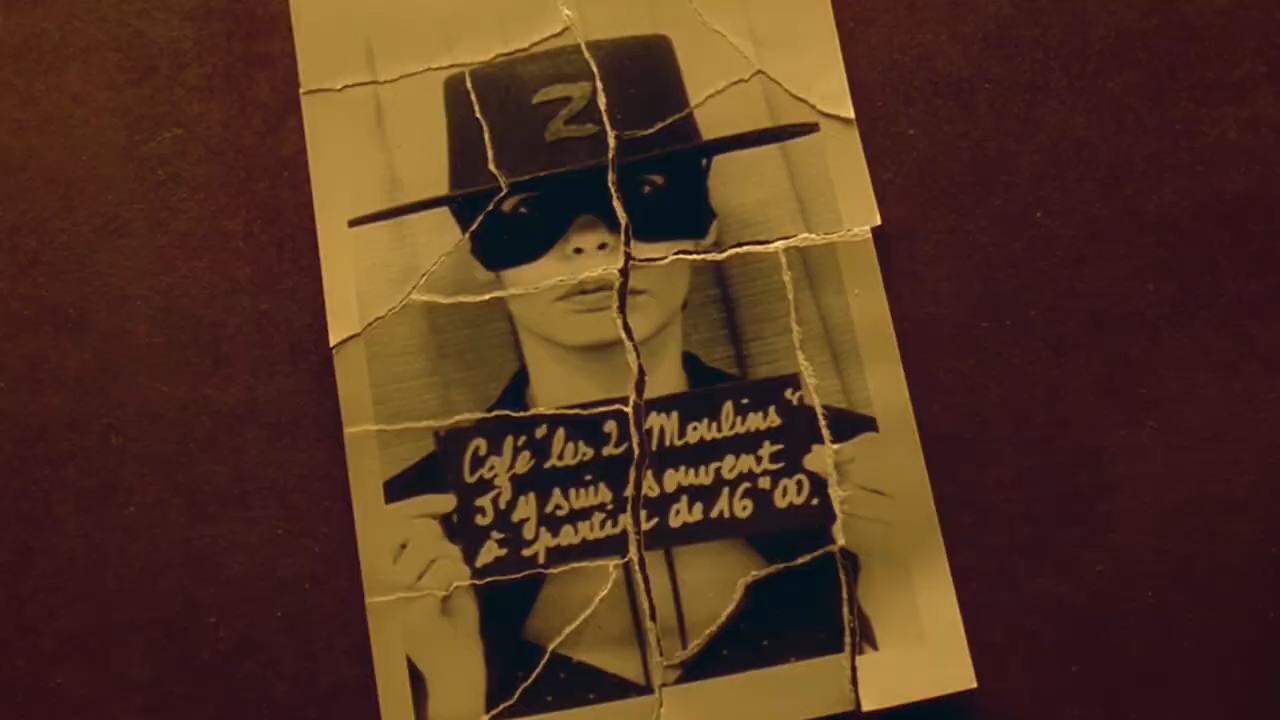 Z
Café "les 2 Moulins"
J'y suis souvent
à partir de 16"00.